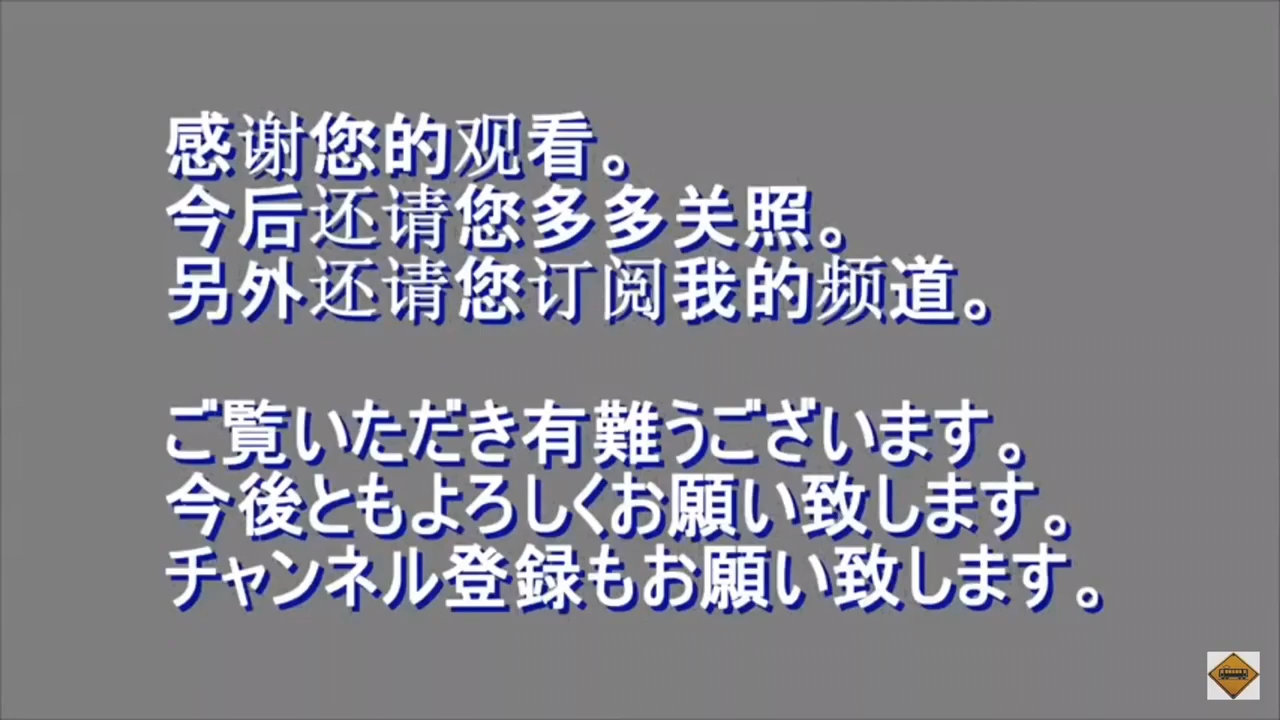 感谢您的观看。
今后还请您多多关照。
另外还请您订阅我的频道。
ご覧いただき有難うございます。
今後ともよろしくお願い致します。
チャンネル登録もお願い致します。